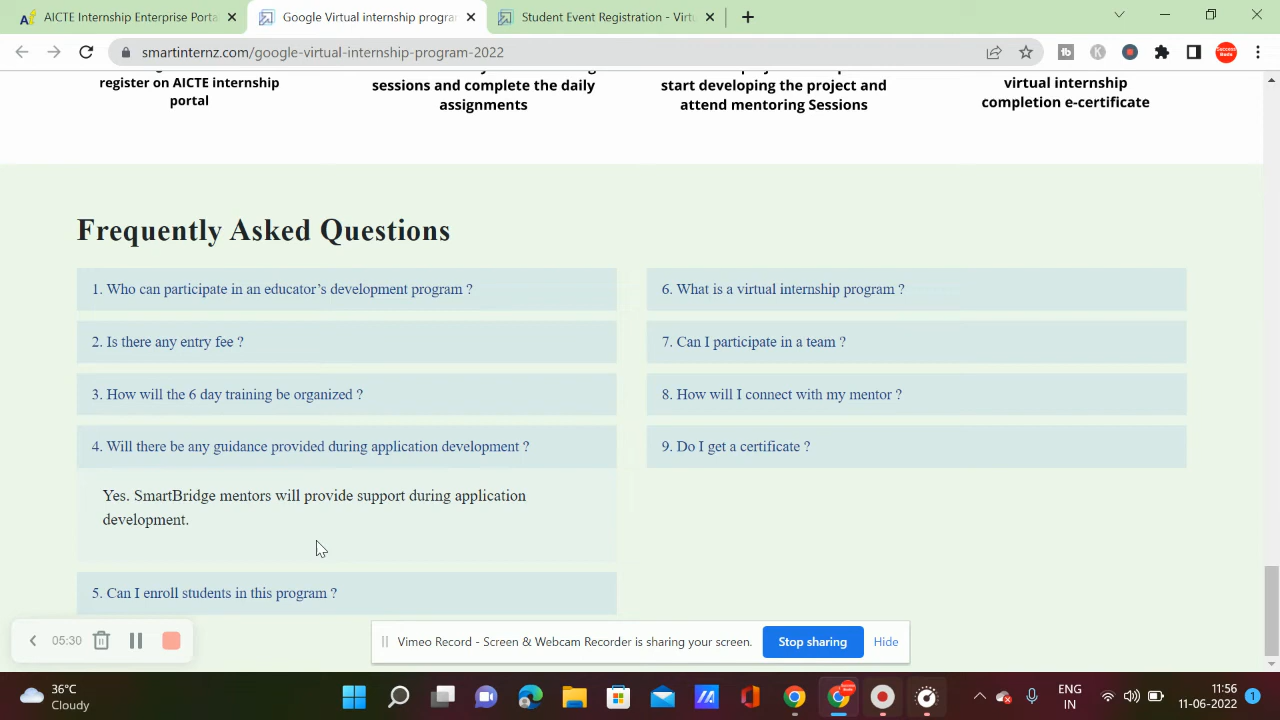 AICTE Internship Enterprise Porta
Google Virtual internship progra
Student Event Registration - Virtu
smartinternz.com/google-virtual-internship-program-2022
register on AICTE internship
portal
sessions and complete the daily
assignments
start developing the project and
attend mentoring Sessions
virtual internship
completion e-certificate
Frequently Asked Questions
1. Who can participate in an educator’s development program ?
2. Is there any entry fee ?
3. How will the 6 day training be organized ?
4. Will there be any guidance provided during application development ?
Yes. SmartBridge mentors will provide support during application
development.
5. Can I enroll students in this program ?
6. What is a virtual internship program ?
7. Can I participate in a team ?
8. How will I connect with my mentor ?
9. Do I get a certificate ?
05:30
Vimeo Record - Screen & Webcam Recorder is sharing your screen.
Stop sharing
Hide
36°C
Cloudy
ENG
IN
11:56
11-06-2022
1